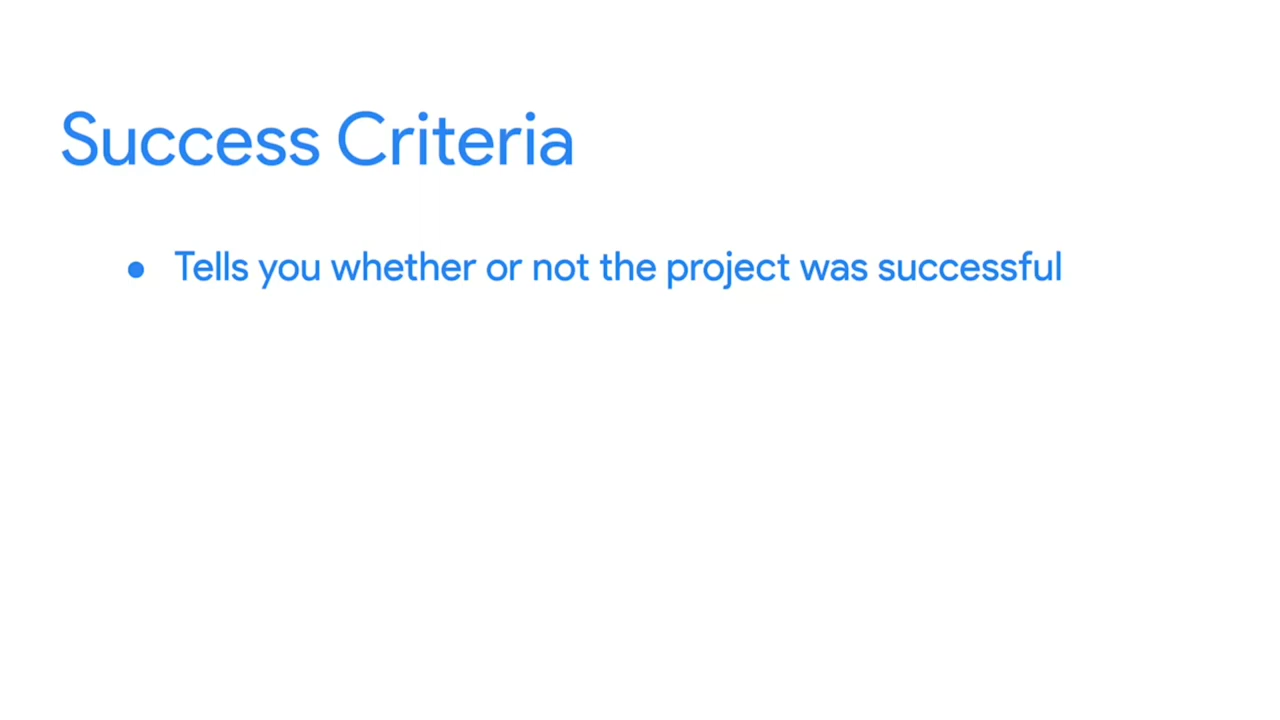 Success Criteria
● Tells you whether or not the project was successful